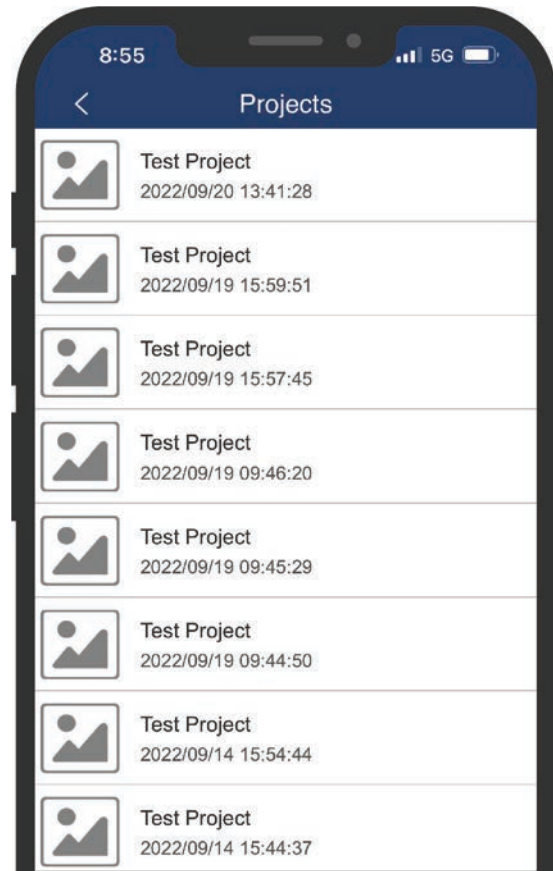 8:55
5G
Projects
Test Project
2022/09/20 13:41:28
Test Project
2022/09/19 15:59:51
Test Project
2022/09/19 15:57:45
Test Project
2022/09/19 09:46:20
Test Project
2022/09/19 09:45:29
Test Project
2022/09/19 09:44:50
Test Project
2022/09/14 15:54:44
Test Project
2022/09/14 15:44:37